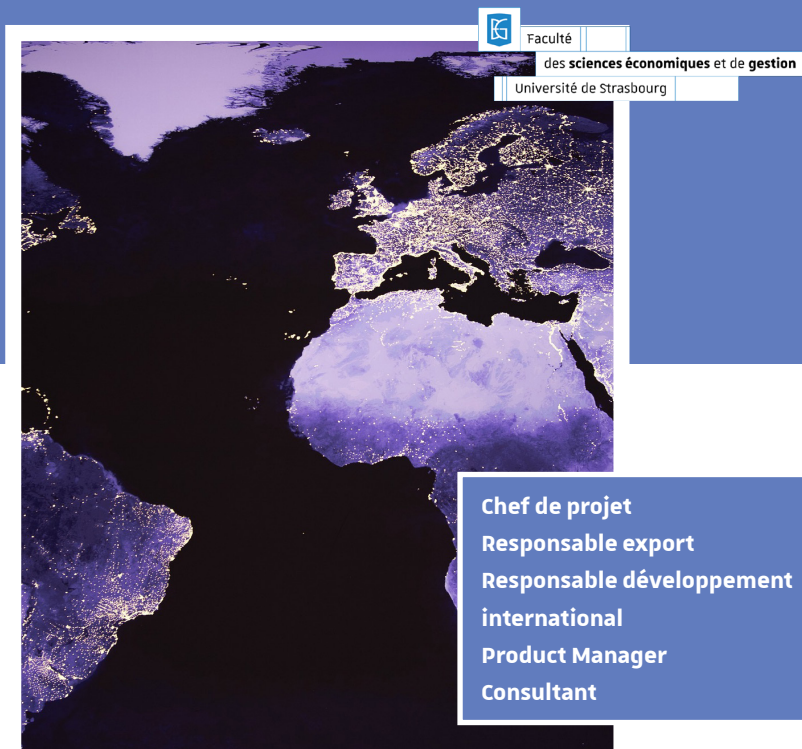 Faculté
des sciences économiques et de gestion
Université de Strasbourg
Chef de projet
Responsable export
Responsable développement
international
Product Manager
Consultant